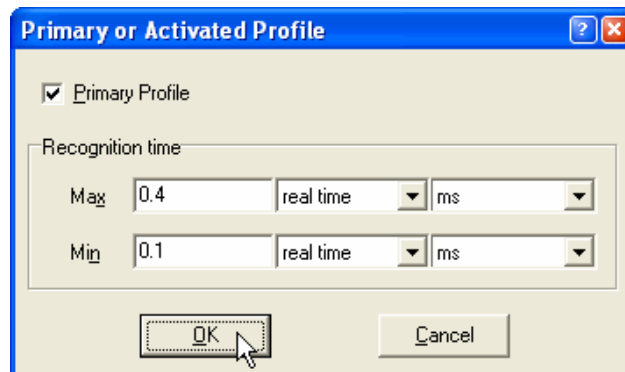 Primary or Activated Profile
Primary Profile
Recognition time
Max 0.4 real time ms
Min 0.1 real time ms
OK Cancel